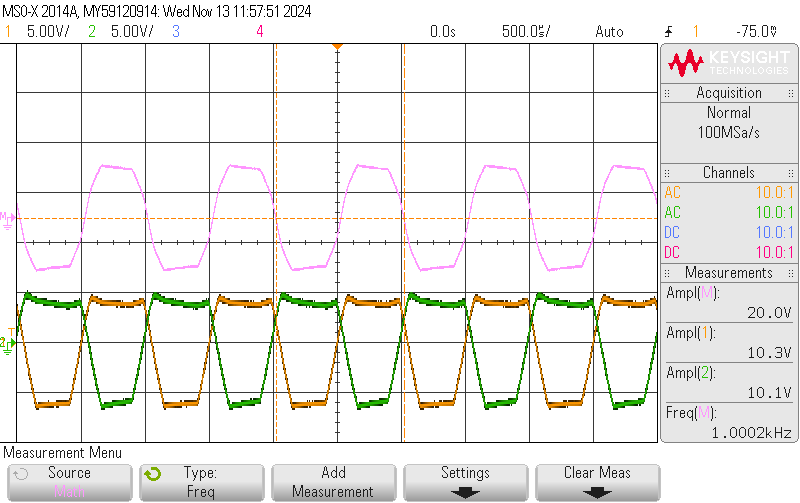 MSO-X 2014A, MY59120914: Wed Nov 13 11:57:51 2024
1 5.00V/ 2 5.00V/ 3 4 0.0s 500.0s/ Auto 1 -75.0V
KEYSIGHT
TECHNOLOGIES
Acquisition
Normal
100MSa/s
Channels
AC 10.0:1
AC 10.0:1
DC 10.0:1
DC 10.0:1
Measurements
Ampl(M):
20.0V
Ampl(1):
10.3V
Ampl(2):
10.1V
Freq(M):
1.0002kHz
M
1
2
Measurement Menu
Source
Math
Type:
Freq
Add
Measurement
Settings
Clear Meas